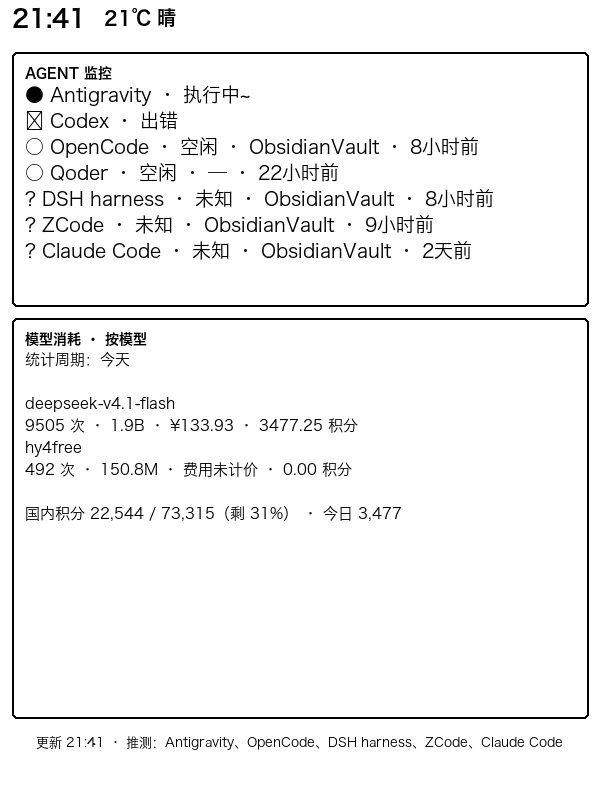 21:41 21℃ 晴
AGENT 监控
● Antigravity · 执行中~
☒ Codex · 出错
○ OpenCode · 空闲 · ObsidianVault · 8小时前
○ Qoder · 空闲 · — · 22小时前
? DSH harness · 未知 · ObsidianVault · 8小时前
? ZCode · 未知 · ObsidianVault · 9小时前
? Claude Code · 未知 · ObsidianVault · 2天前
模型消耗 · 按模型
统计周期：今天
deepseek-v4.1-flash
9505 次 · 1.9B · ¥133.93 · 3477.25 积分
hy4free
492 次 · 150.8M · 费用未计价 · 0.00 积分
国内积分 22,544 / 73,315（剩 31%） · 今日 3,477
更新 21:41 · 推测：Antigravity、OpenCode、DSH harness、ZCode、Claude Code